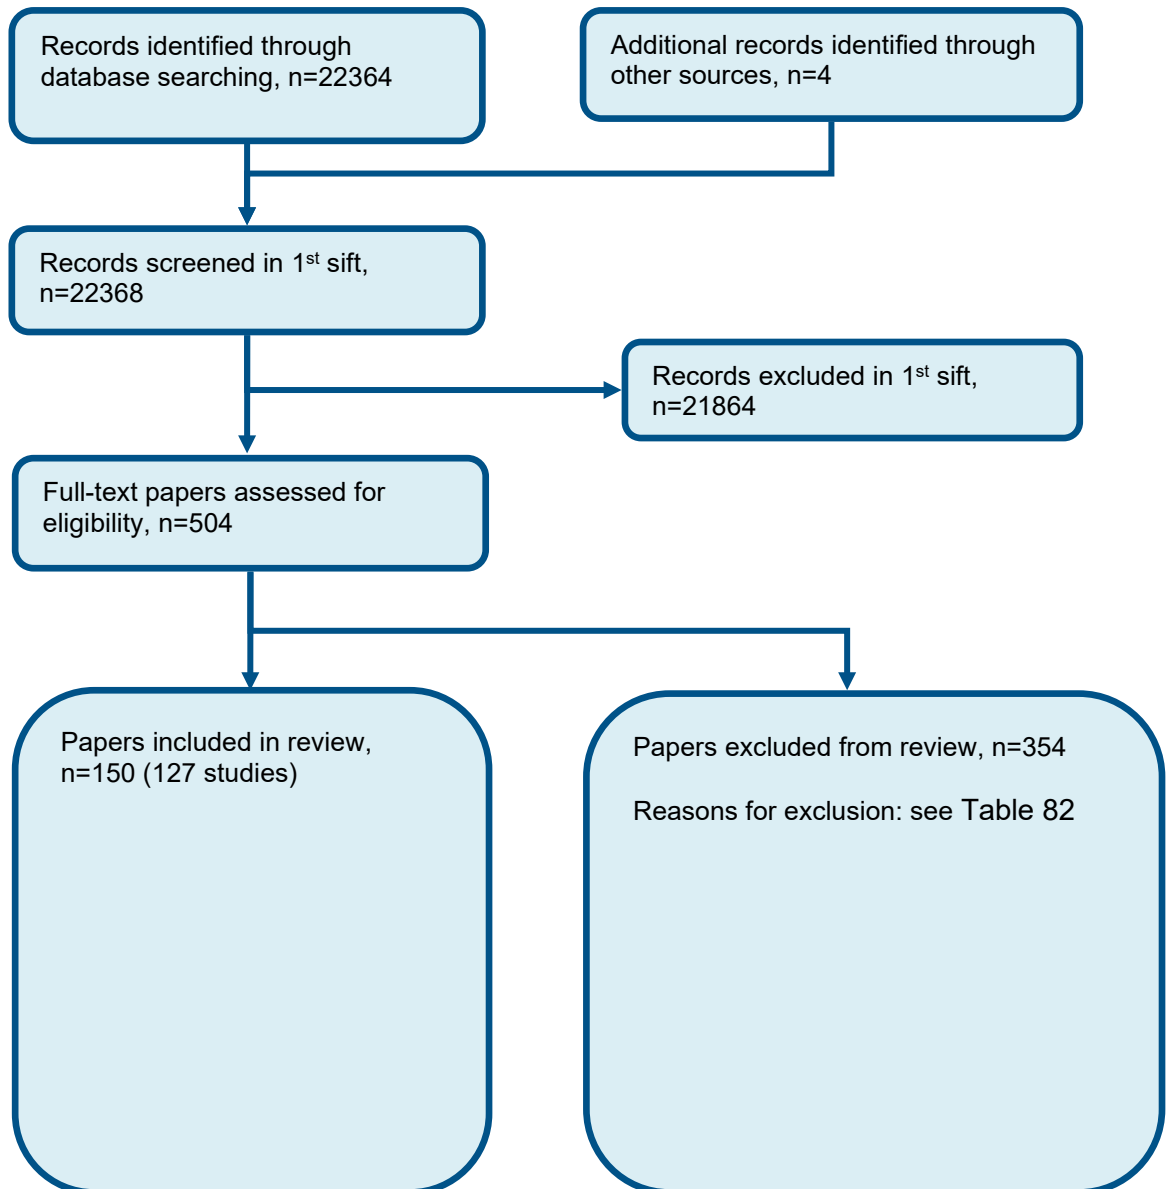 Records identified through
database searching, n=22364
Additional records identified through
other sources, n=4
Records screened in 1st sift,
n=22368
Records excluded in 1st sift,
n=21864
Full-text papers assessed for
eligibility, n=504
Papers included in review,
n=150 (127 studies)
Papers excluded from review, n=354
Reasons for exclusion: see Table 82